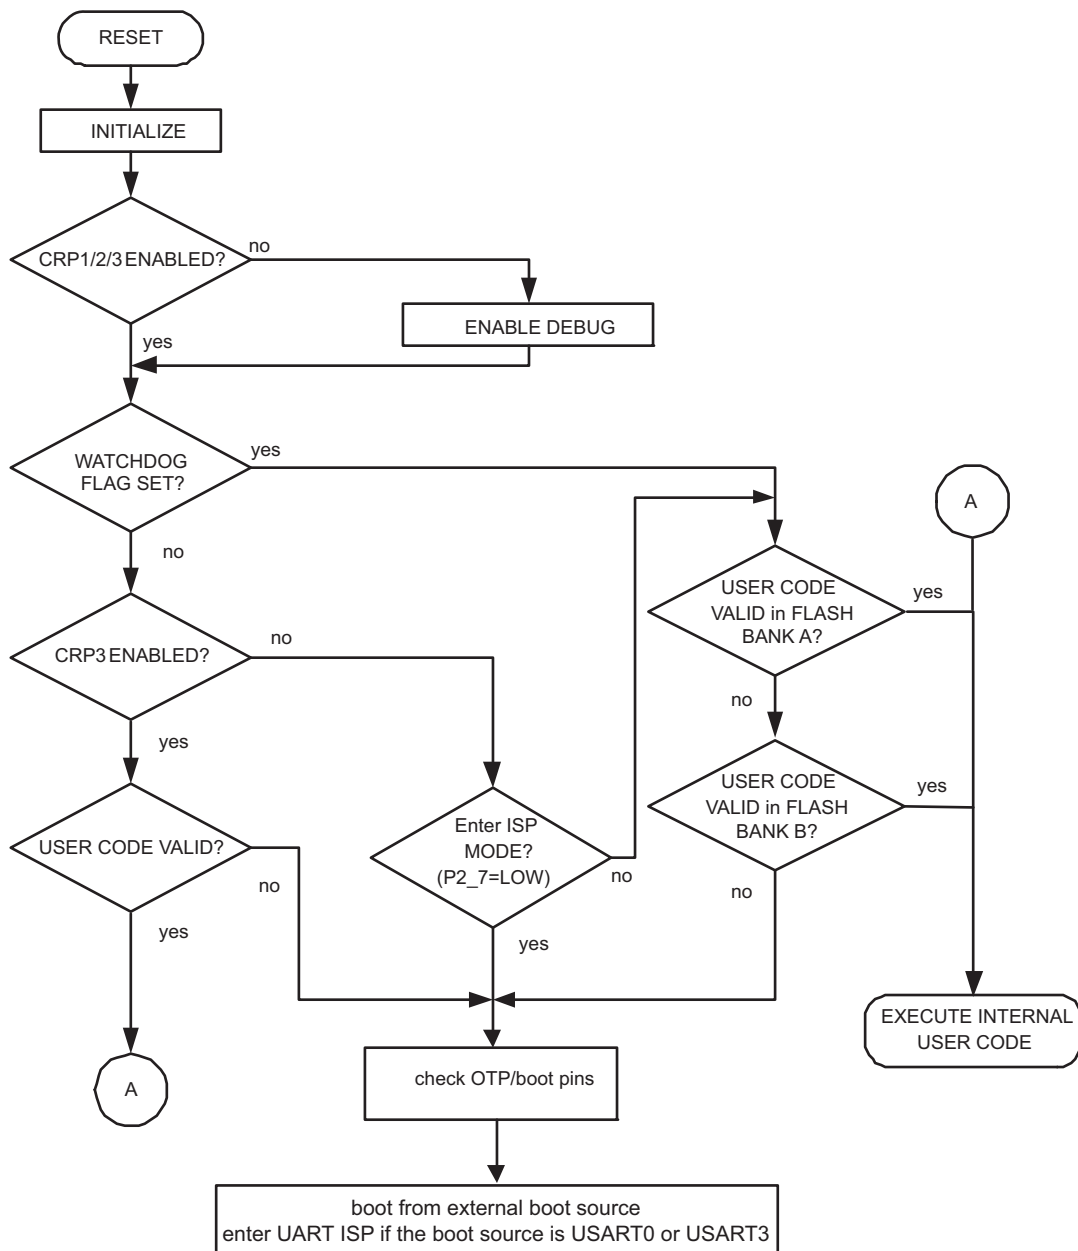 RESET
INITIALIZE
CRP1/2/3 ENABLED?
no
ENABLE DEBUG
yes
WATCHDOG
FLAG SET?
yes
no
A
USER CODE
VALID in FLASH
BANK A?
yes
no
CRP3 ENABLED?
no
yes
USER CODE
VALID in FLASH
BANK B?
yes
no
USER CODE VALID?
no
yes
Enter ISP
MODE?
(P2_7=LOW)
no
yes
EXECUTE INTERNAL
USER CODE
A
check OTP/boot pins
boot from external boot source
enter UART ISP if the boot source is USART0 or USART3